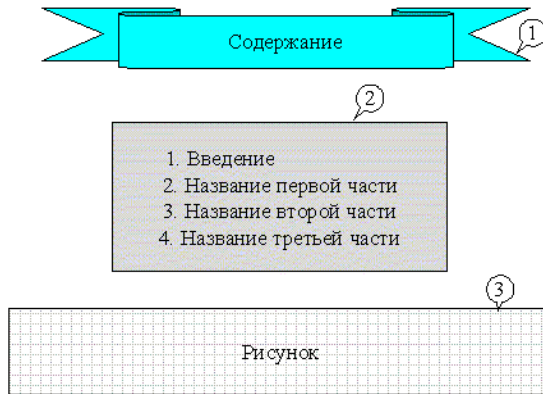 Содержание
1
2
1. Введение
2. Название первой части
3. Название второй части
4. Название третьей части
3
Рисунок